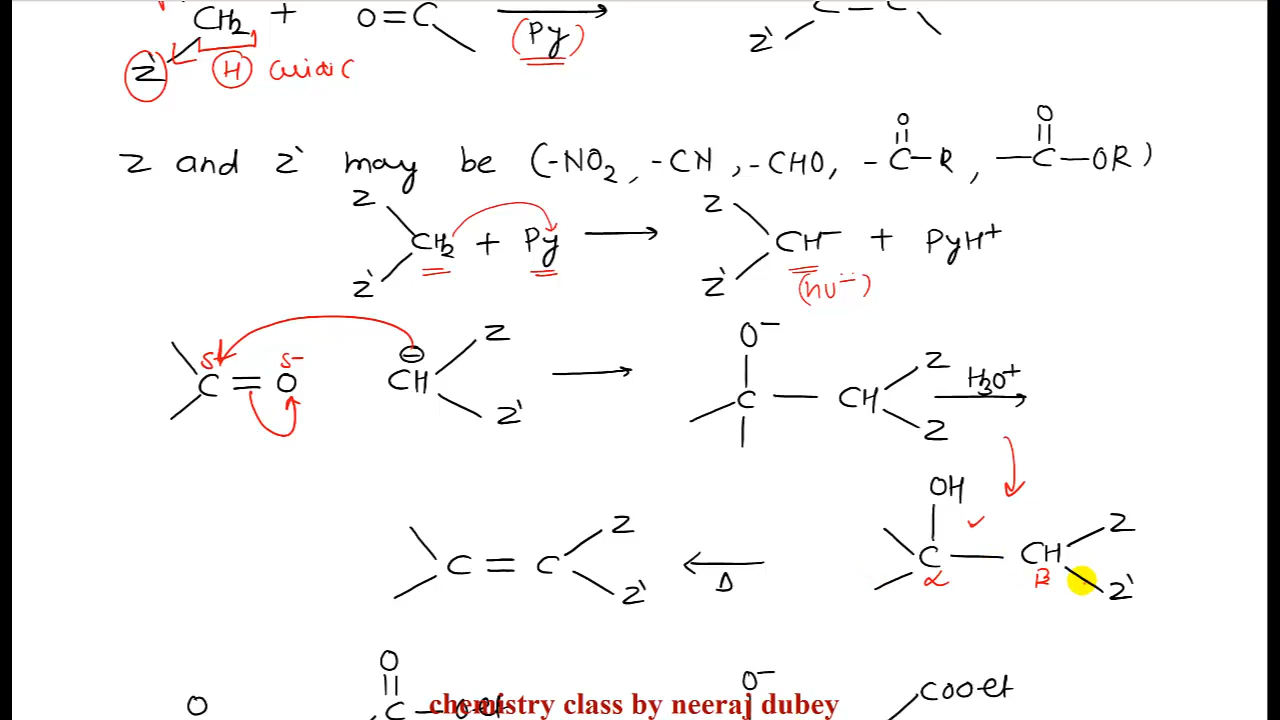 CH2 + O=C (Py) C=C
Z' (H) Z'
Z and Z' may be (-NO2, -CN, -CHO, -C(=O)-R, -C(=O)-OR)
Z Z
CH2 + Py → CH⁻ + PyH⁺
Z' Z' (nu⁻)
δ+ δ⁻ ⊖ Z O⁻ Z
C=O CH → C — CH H3O⁺ →
Z' Z
OH
Z C — CH Z
C=C ← Δ α β
Z' Z'
O O O⁻ COOEt
C-OEt
chemistry class by neeraj dubey